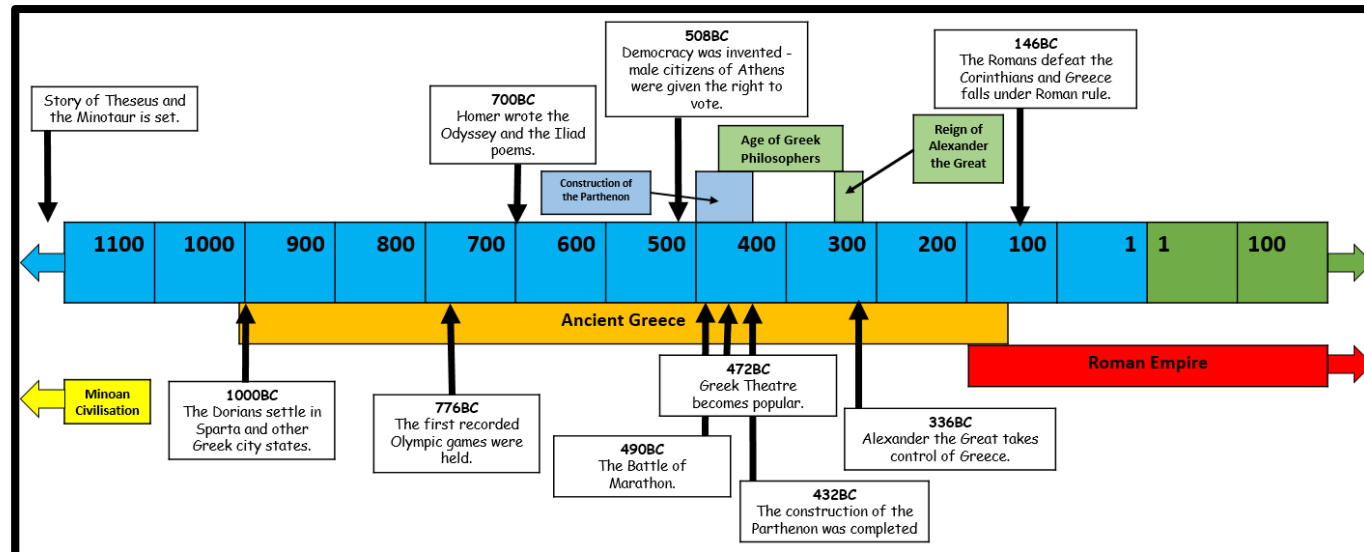 508BC
Democracy was invented -
male citizens of Athens
were given the right to
vote.
146BC
The Romans defeat the
Corinthians and Greece
falls under Roman rule.
Story of Theseus and
the Minotaur is set.
700BC
Homer wrote the
Odyssey and the Iliad
poems.
Age of Greek
Philosophers
Reign of
Alexander
the Great
Construction of
the Parthenon
1100 1000 900 800 700 600 500 400 300 200 100 1 1 100
Ancient Greece
Roman Empire
Minoan
Civilisation
1000BC
The Dorians settle in
Sparta and other
Greek city states.
776BC
The first recorded
Olympic games were
held.
472BC
Greek Theatre
becomes popular.
490BC
The Battle of
Marathon.
336BC
Alexander the Great takes
control of Greece.
432BC
The construction of the
Parthenon was completed